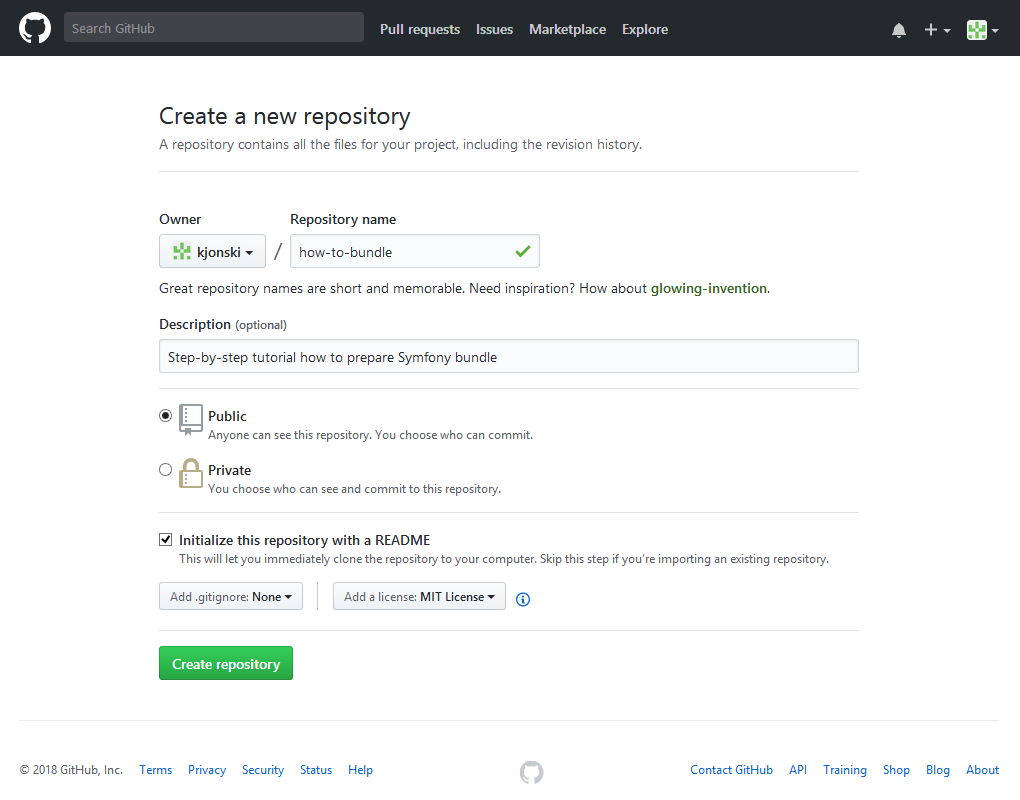 Search GitHub Pull requests Issues Marketplace Explore
Create a new repository
A repository contains all the files for your project, including the revision history.
Owner Repository name
kjonski / how-to-bundle
Great repository names are short and memorable. Need inspiration? How about glowing-invention.
Description (optional)
Step-by-step tutorial how to prepare Symfony bundle
Public
Anyone can see this repository. You choose who can commit.
Private
You choose who can see and commit to this repository.
Initialize this repository with a README
This will let you immediately clone the repository to your computer. Skip this step if you're importing an existing repository.
Add .gitignore: None Add a license: MIT License
Create repository
© 2018 GitHub, Inc. Terms Privacy Security Status Help Contact GitHub API Training Shop Blog About